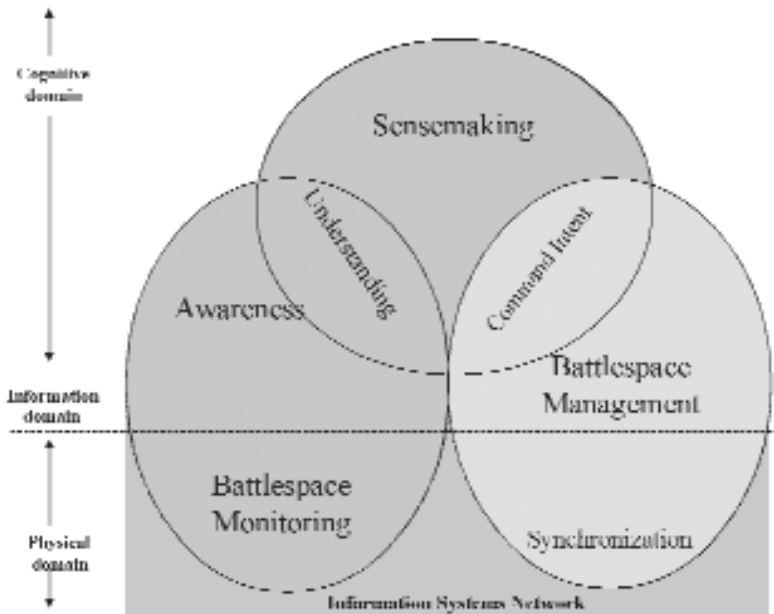 Cognitive
domain
Sensemaking
Understanding
Command Intent
Awareness
Battlespace
Management
Information
domain
Battlespace
Monitoring
Synchronization
Physical
domain
Information Systems Network